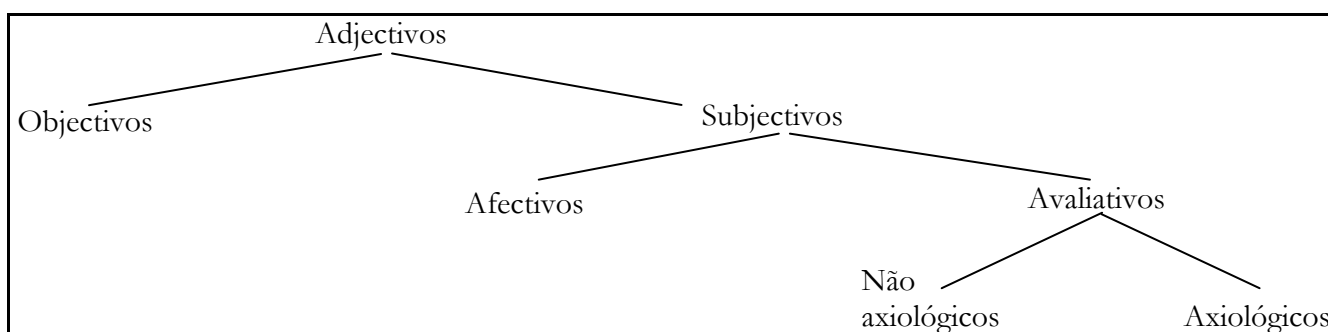 Adjectivos
Objectivos
Subjectivos
Afectivos
Avaliativos
Não
axiológicos
Axiológicos